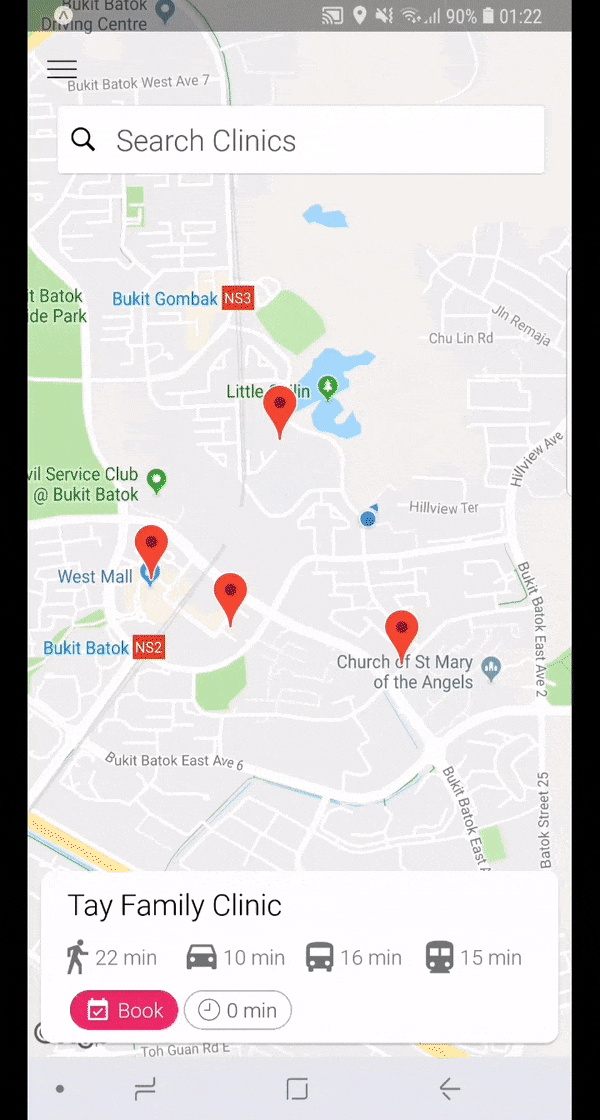 Bukit Batok
Driving Centre
90% 01:22
Bukit Batok West Ave 7
Search Clinics
Bukit Gombak NS3
it Batok
ide Park
Jln Remaja
Chu Lin Rd
Little
ilin
Hillview Ave
vil Service Club
@ Bukit Batok
Hillview Ter
West Mall
Bukit Batok NS2
Bukit Batok East Ave 2
Church of St Mary
of the Angels
Bukit Batok East Ave 6
Bukit Batok East A
Batok Street 25
Tay Family Clinic
22 min 10 min 16 min 15 min
Book 0 min
Toh Guan Rd E